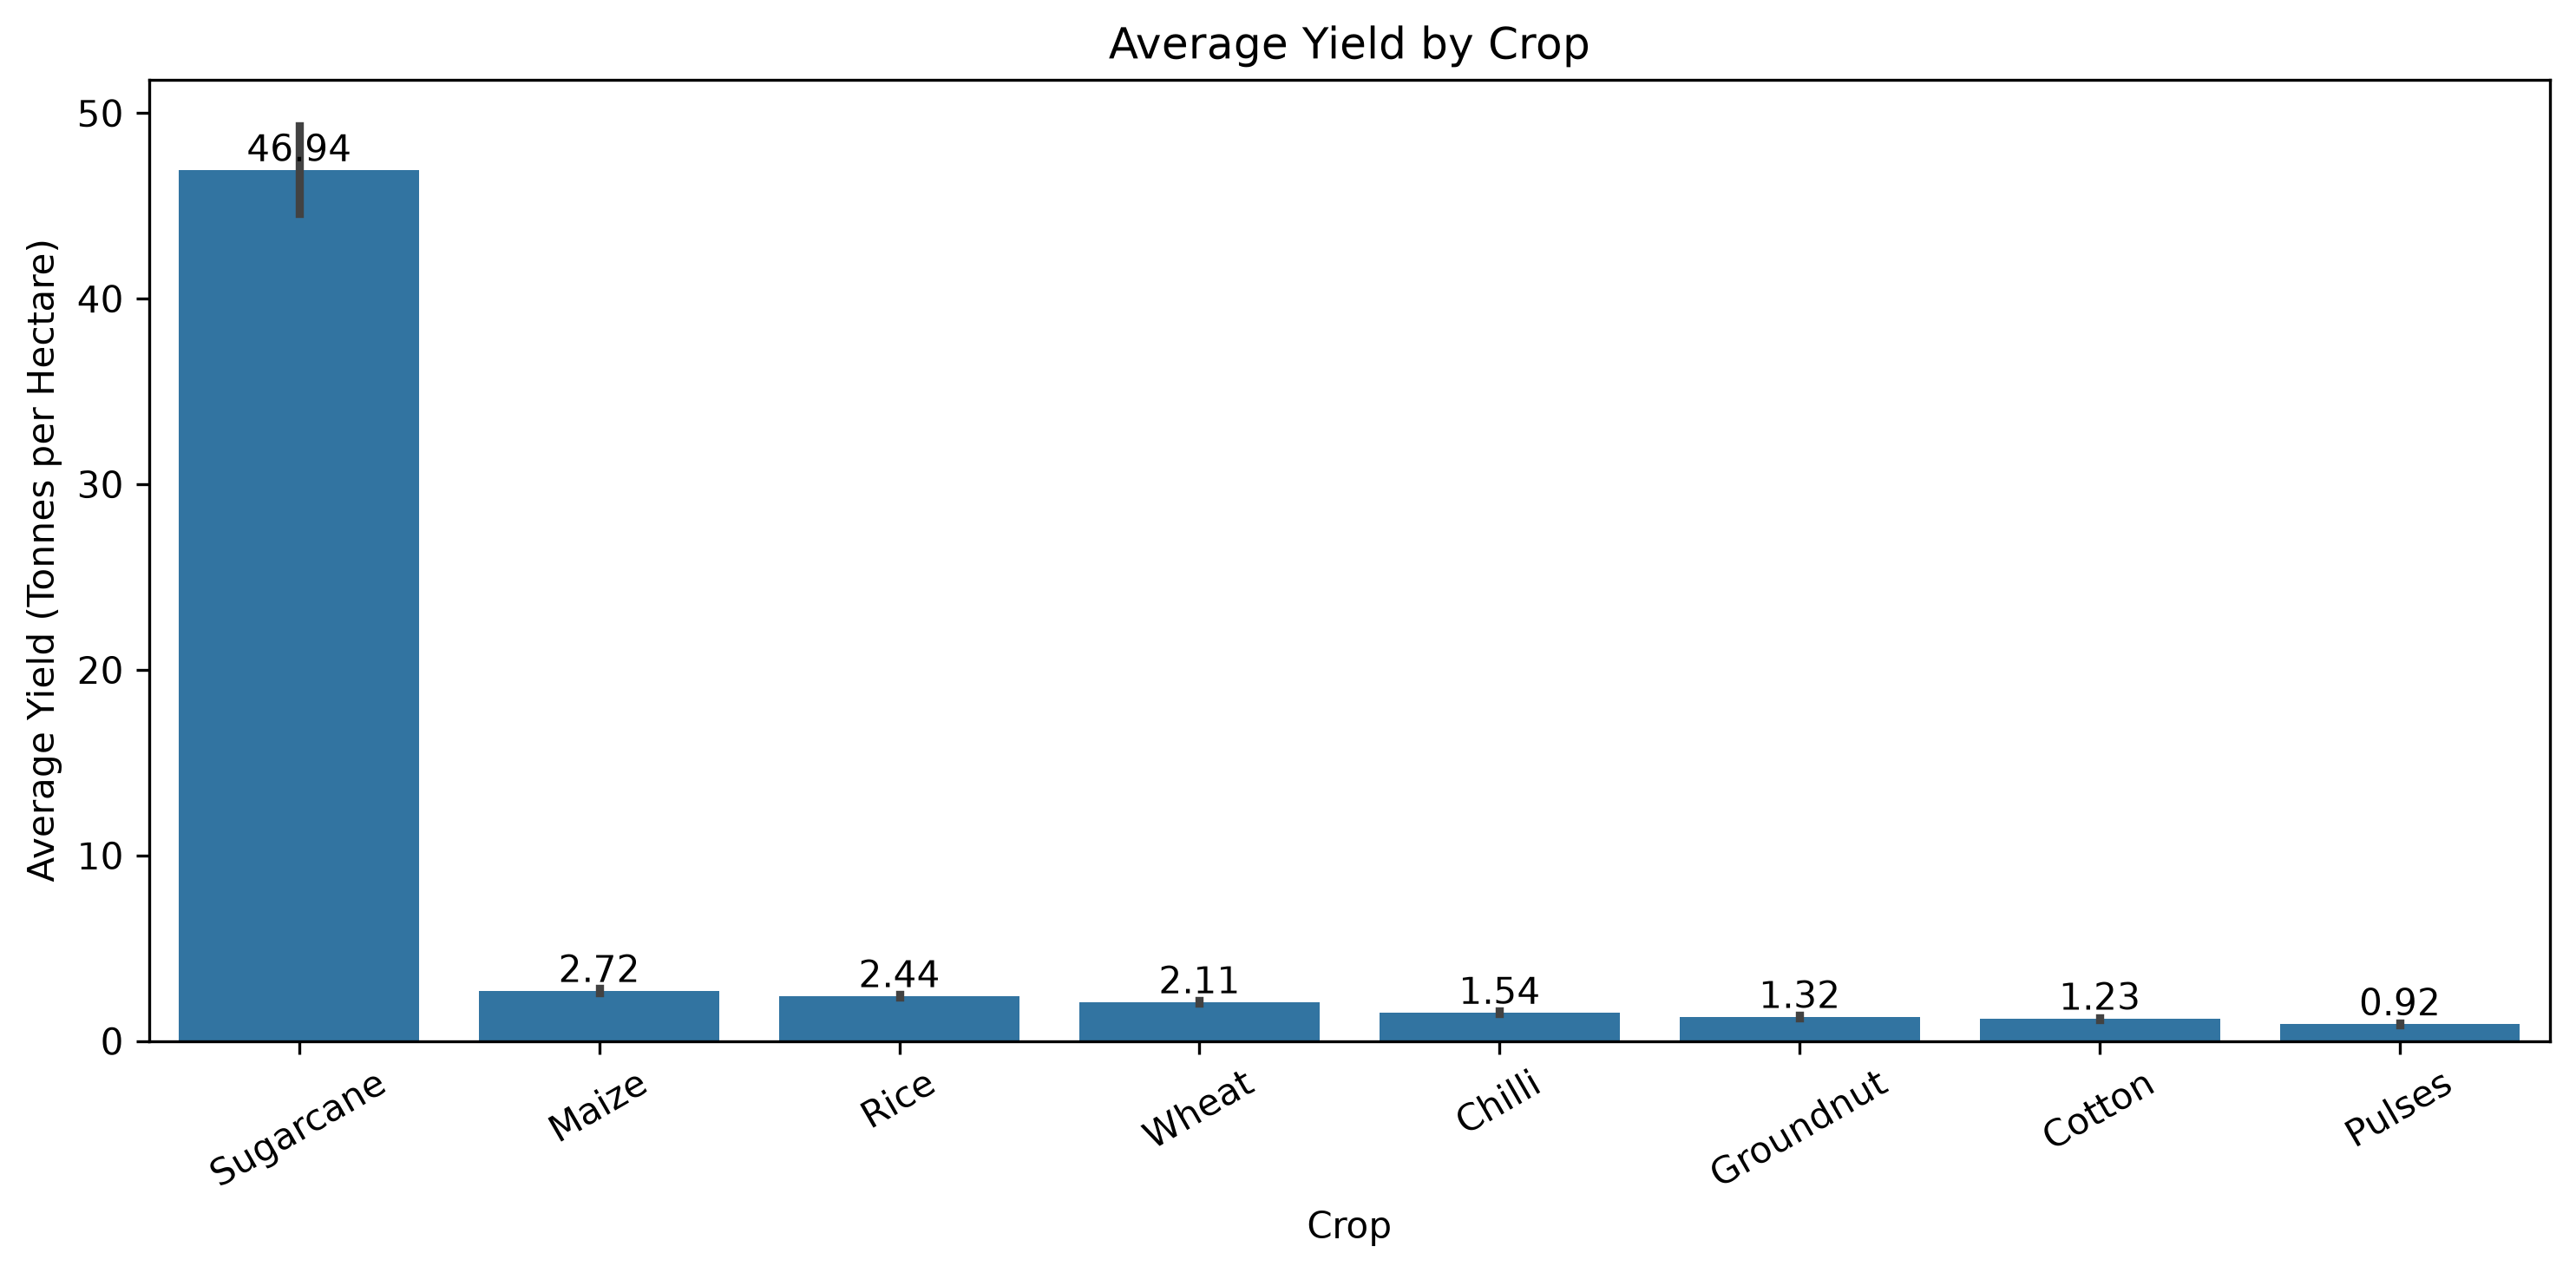 Average Yield by Crop
Average Yield (Tonnes per Hectare)
50
40
30
20
10
0
46.94
2.72
2.44
2.11
1.54
1.32
1.23
0.92
Sugarcane
Maize
Rice
Wheat
Chilli
Groundnut
Cotton
Pulses
Crop